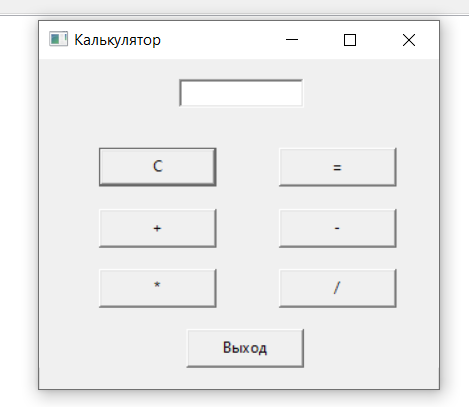 Калькулятор
C =
+ -
* /
Выход